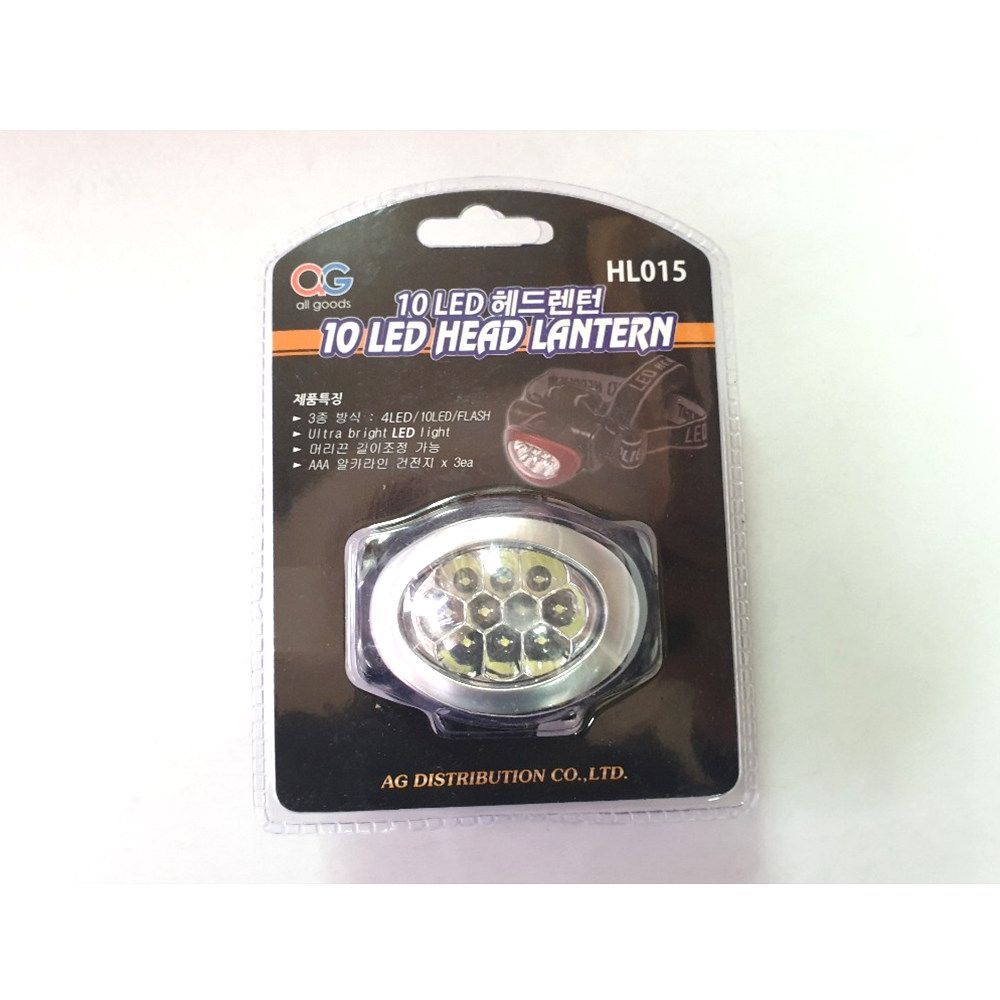 AG
all goods
HL015
10 LED 헤드렌턴
10 LED HEAD LANTERN
제품특징
► 3종 방식 : 4LED/10LED/FLASH
► Ultra bright LED light
► 머리끈 길이조정 가능
► AAA 알카라인 건전지 x 3ea
LED
LED
AG DISTRIBUTION CO.,LTD.